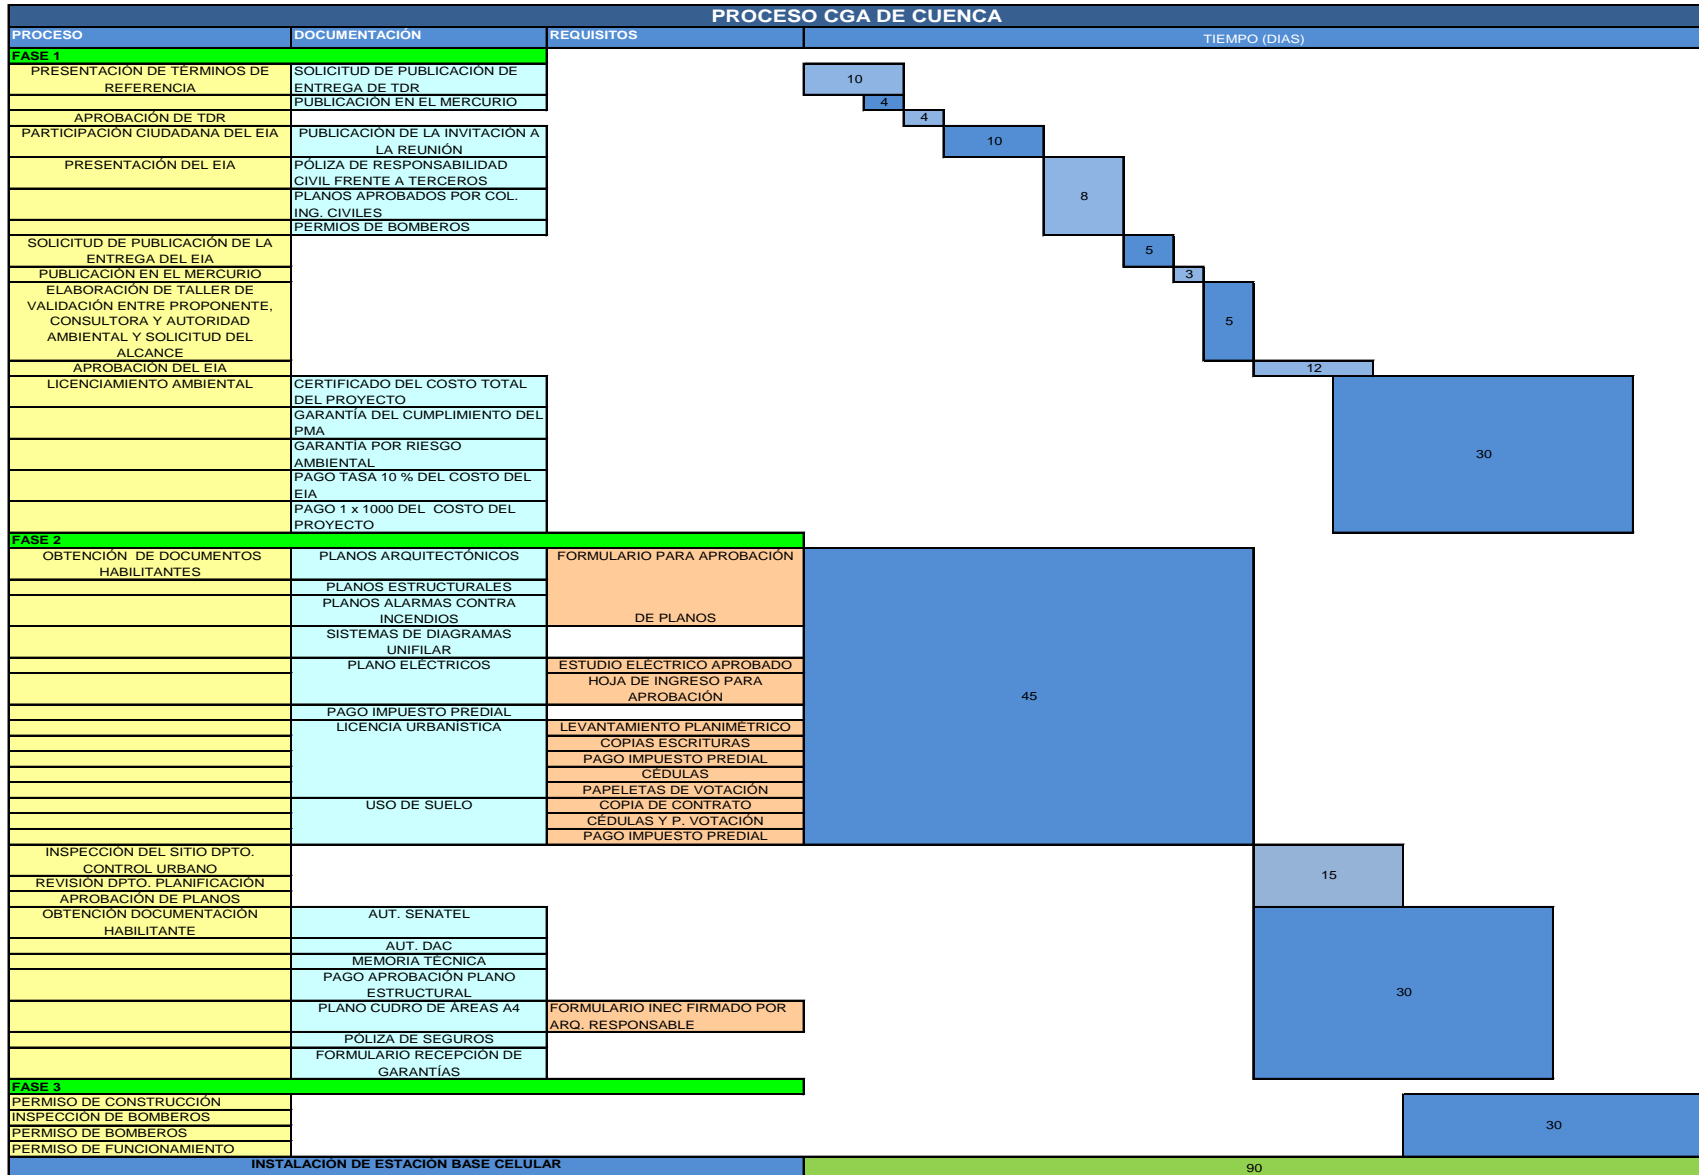 PROCESO CGA DE CUENCA
PROCESO DOCUMENTACIÓN REQUISITOS TIEMPO (DIAS)
FASE 1
PRESENTACIÓN DE TÉRMINOS DE
REFERENCIA
SOLICITUD DE PUBLICACIÓN DE
ENTREGA DE TDR
10
PUBLICACIÓN EN EL MERCURIO
4
APROBACIÓN DE TDR
4
PARTICIPACIÓN CIUDADANA DEL EIA
PUBLICACIÓN DE LA INVITACIÓN A
LA REUNIÓN
10
PRESENTACIÓN DEL EIA
PÓLIZA DE RESPONSABILIDAD
CIVIL FRENTE A TERCEROS
PLANOS APROBADOS POR COL.
ING. CIVILES
PERMIOS DE BOMBEROS
8
SOLICITUD DE PUBLICACIÓN DE LA
ENTREGA DEL EIA
5
PUBLICACIÓN EN EL MERCURIO
3
ELABORACIÓN DE TALLER DE
VALIDACIÓN ENTRE PROPONENTE,
CONSULTORA Y AUTORIDAD
AMBIENTAL Y SOLICITUD DEL
ALCANCE
5
APROBACIÓN DEL EIA
12
LICENCIAMIENTO AMBIENTAL
CERTIFICADO DEL COSTO TOTAL
DEL PROYECTO
GARANTÍA DEL CUMPLIMIENTO DEL
PMA
GARANTÍA POR RIESGO
AMBIENTAL
PAGO TASA 10 % DEL COSTO DEL
EIA
PAGO 1 x 1000 DEL COSTO DEL
PROYECTO
30
FASE 2
OBTENCIÓN DE DOCUMENTOS
HABILITANTES
PLANOS ARQUITECTÓNICOS
FORMULARIO PARA APROBACIÓN
PLANOS ESTRUCTURALES
PLANOS ALARMAS CONTRA
INCENDIOS
DE PLANOS
SISTEMAS DE DIAGRAMAS
UNIFILAR
PLANO ELÉCTRICOS
ESTUDIO ELÉCTRICO APROBADO
HOJA DE INGRESO PARA
APROBACIÓN
45
PAGO IMPUESTO PREDIAL
LICENCIA URBANÍSTICA
LEVANTAMIENTO PLANIMÉTRICO
COPIAS ESCRITURAS
PAGO IMPUESTO PREDIAL
CÉDULAS
PAPELETAS DE VOTACIÓN
USO DE SUELO
COPIA DE CONTRATO
CÉDULAS Y P. VOTACIÓN
PAGO IMPUESTO PREDIAL
INSPECCIÓN DEL SITIO DPTO.
CONTROL URBANO
REVISIÓN DPTO. PLANIFICACIÓN
APROBACIÓN DE PLANOS
15
OBTENCIÓN DOCUMENTACIÓN
HABILITANTE
AUT. SENATEL
AUT. DAC
MEMORIA TÉCNICA
PAGO APROBACIÓN PLANO
ESTRUCTURAL
PLANO CUDRO DE ÁREAS A4
FORMULARIO INEC FIRMADO POR
ARQ. RESPONSABLE
PÓLIZA DE SEGUROS
FORMULARIO RECEPCIÓN DE
GARANTÍAS
30
FASE 3
PERMISO DE CONSTRUCCIÓN
INSPECCIÓN DE BOMBEROS
PERMISO DE BOMBEROS
PERMISO DE FUNCIONAMIENTO
30
INSTALACIÓN DE ESTACIÓN BASE CELULAR
90